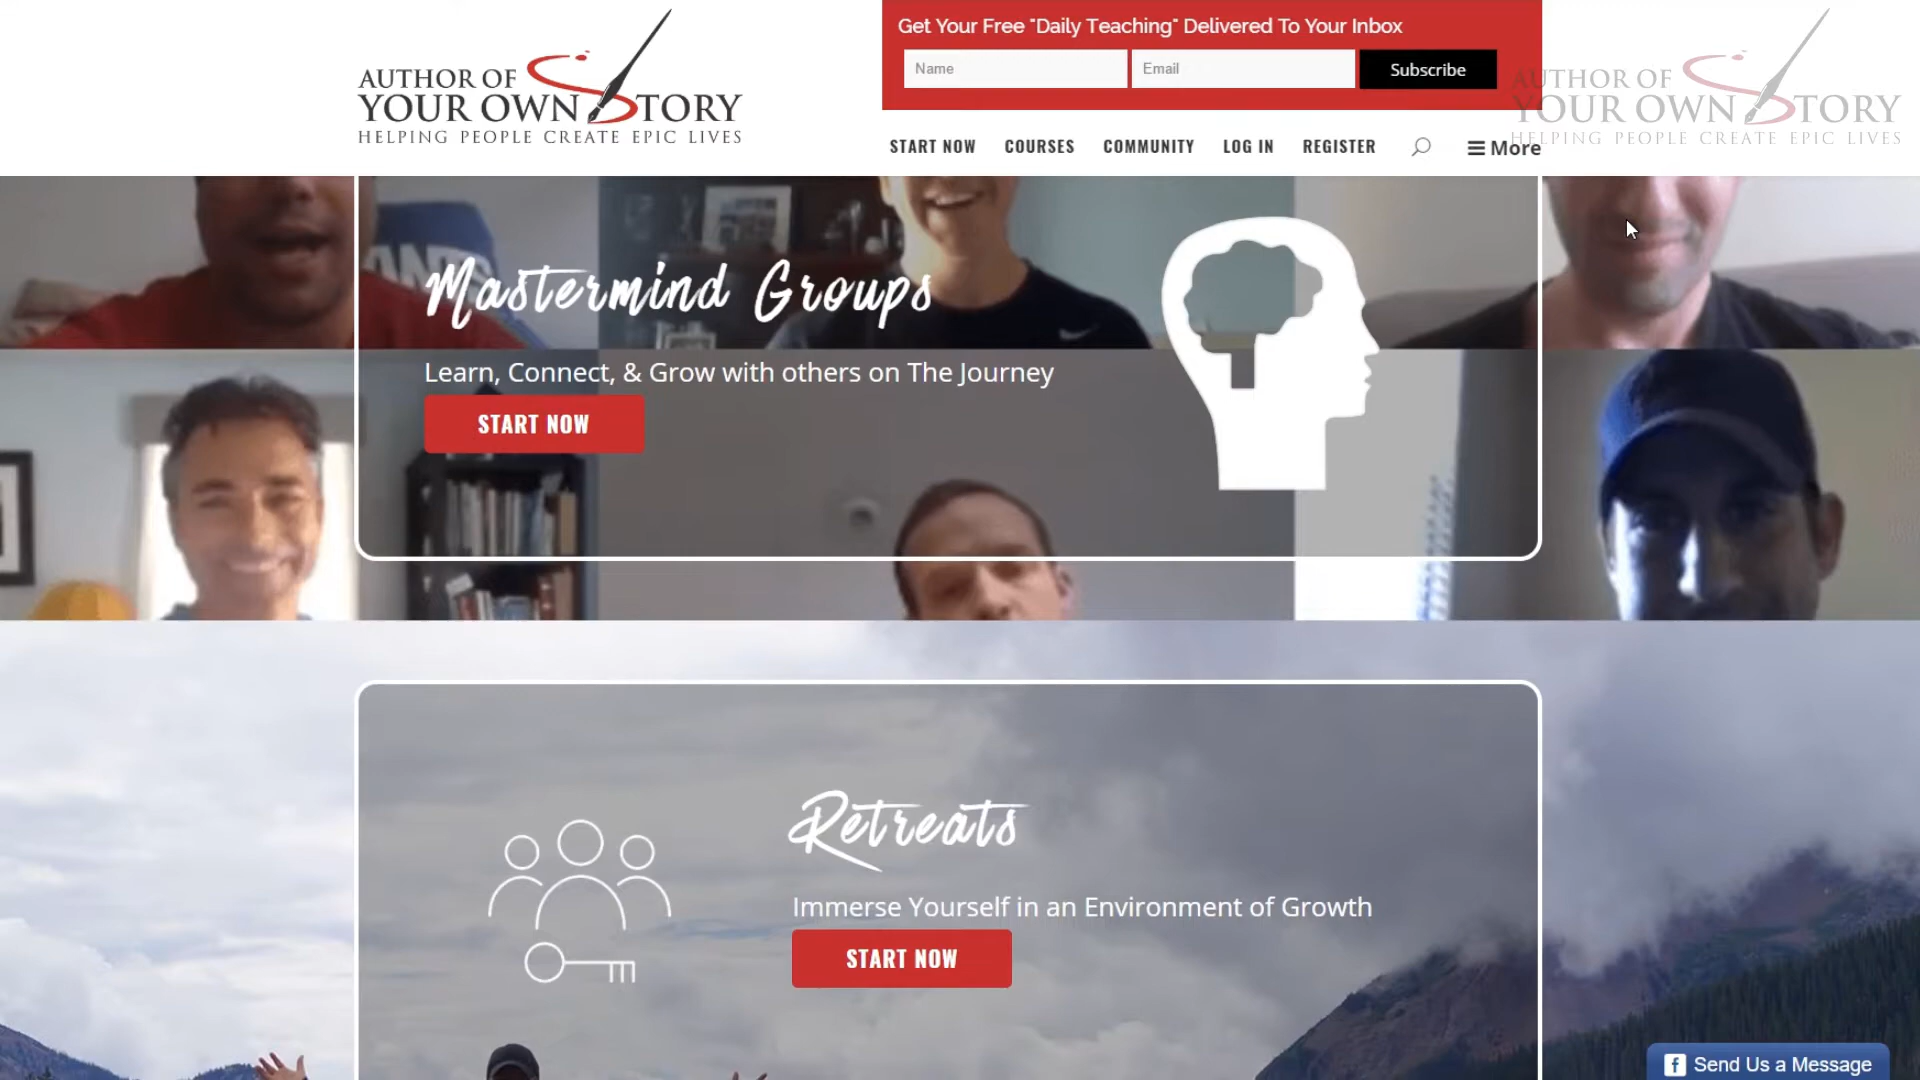 Get Your Free "Daily Teaching" Delivered To Your Inbox
Name
Email
Subscribe
AUTHOR OF
YOUR OWN STORY
HELPING PEOPLE CREATE EPIC LIVES
AUTHOR OF
YOUR OWN STORY
HELPING PEOPLE CREATE EPIC LIVES
START NOW
COURSES
COMMUNITY
LOG IN
REGISTER
More
Mastermind Groups
Learn, Connect, & Grow with others on The Journey
START NOW
Retreats
Immerse Yourself in an Environment of Growth
START NOW
Send Us a Message